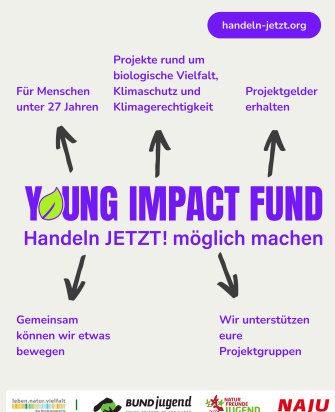 handeln-jetzt.org
Projekte rund um
biologische Vielfalt,
Klimaschutz und
Klimagerechtigkeit
Für Menschen
unter 27 Jahren
Projektgelder
erhalten
YOUNG IMPACT FUND
Handeln JETZT! möglich machen
Gemeinsam
können wir etwas
bewegen
Wir unterstützen
eure
Projektgruppen
leben.natur.vielfalt
BUNDjugend
NATUR
FREUNDE
JUGEND
NAJU